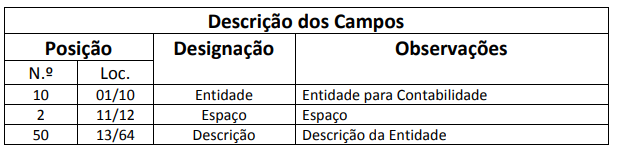 Descrição dos Campos
Posição Designação Observações
N.º Loc.
10 01/10 Entidade Entidade para Contabilidade
2 11/12 Espaço Espaço
50 13/64 Descrição Descrição da Entidade